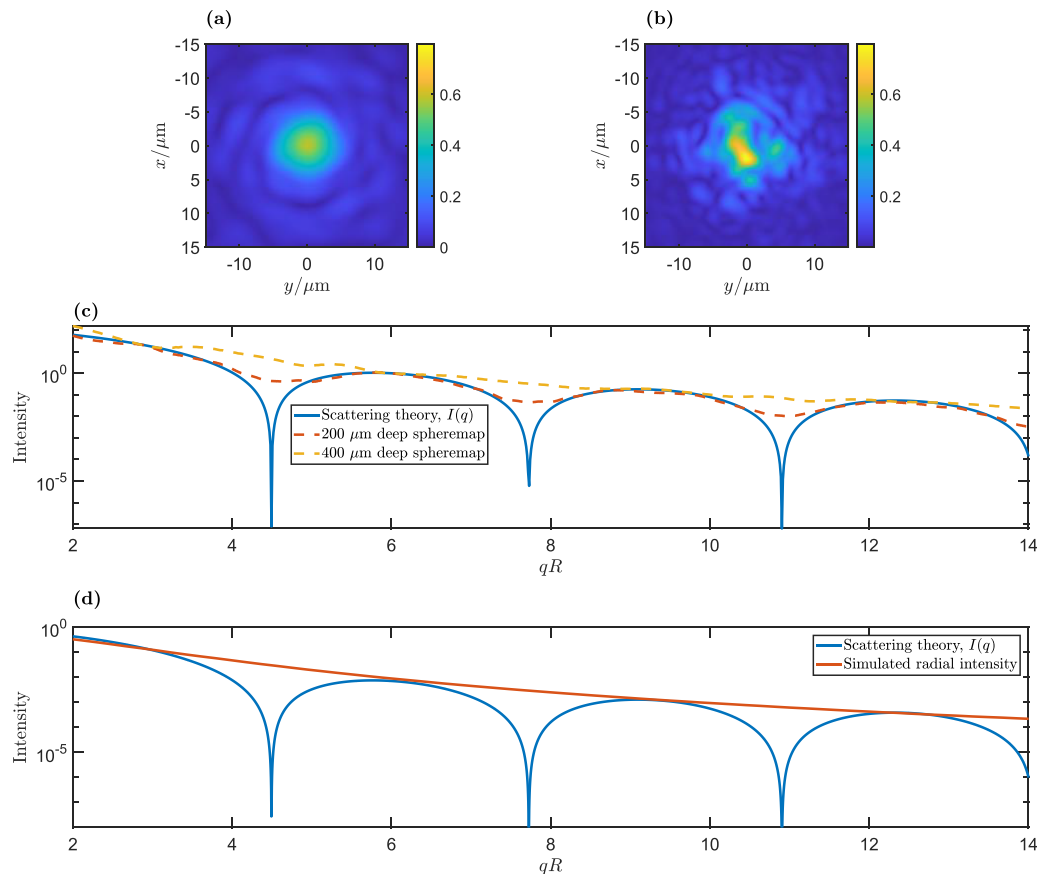 (a)
(b)
-15
-10
-5
0
5
10
15
x/μm
-10
0
10
y/μm
0.6
0.4
0.2
0
-15
-10
-5
0
5
10
15
x/μm
-10
0
10
y/μm
0.6
0.4
0.2
(c)
10^0
10^-5
Intensity
Scattering theory, I(q)
200 μm deep spheremap
400 μm deep spheremap
2
4
6
8
10
12
14
qR
(d)
10^0
10^-5
Intensity
Scattering theory, I(q)
Simulated radial intensity
2
4
6
8
10
12
14
qR